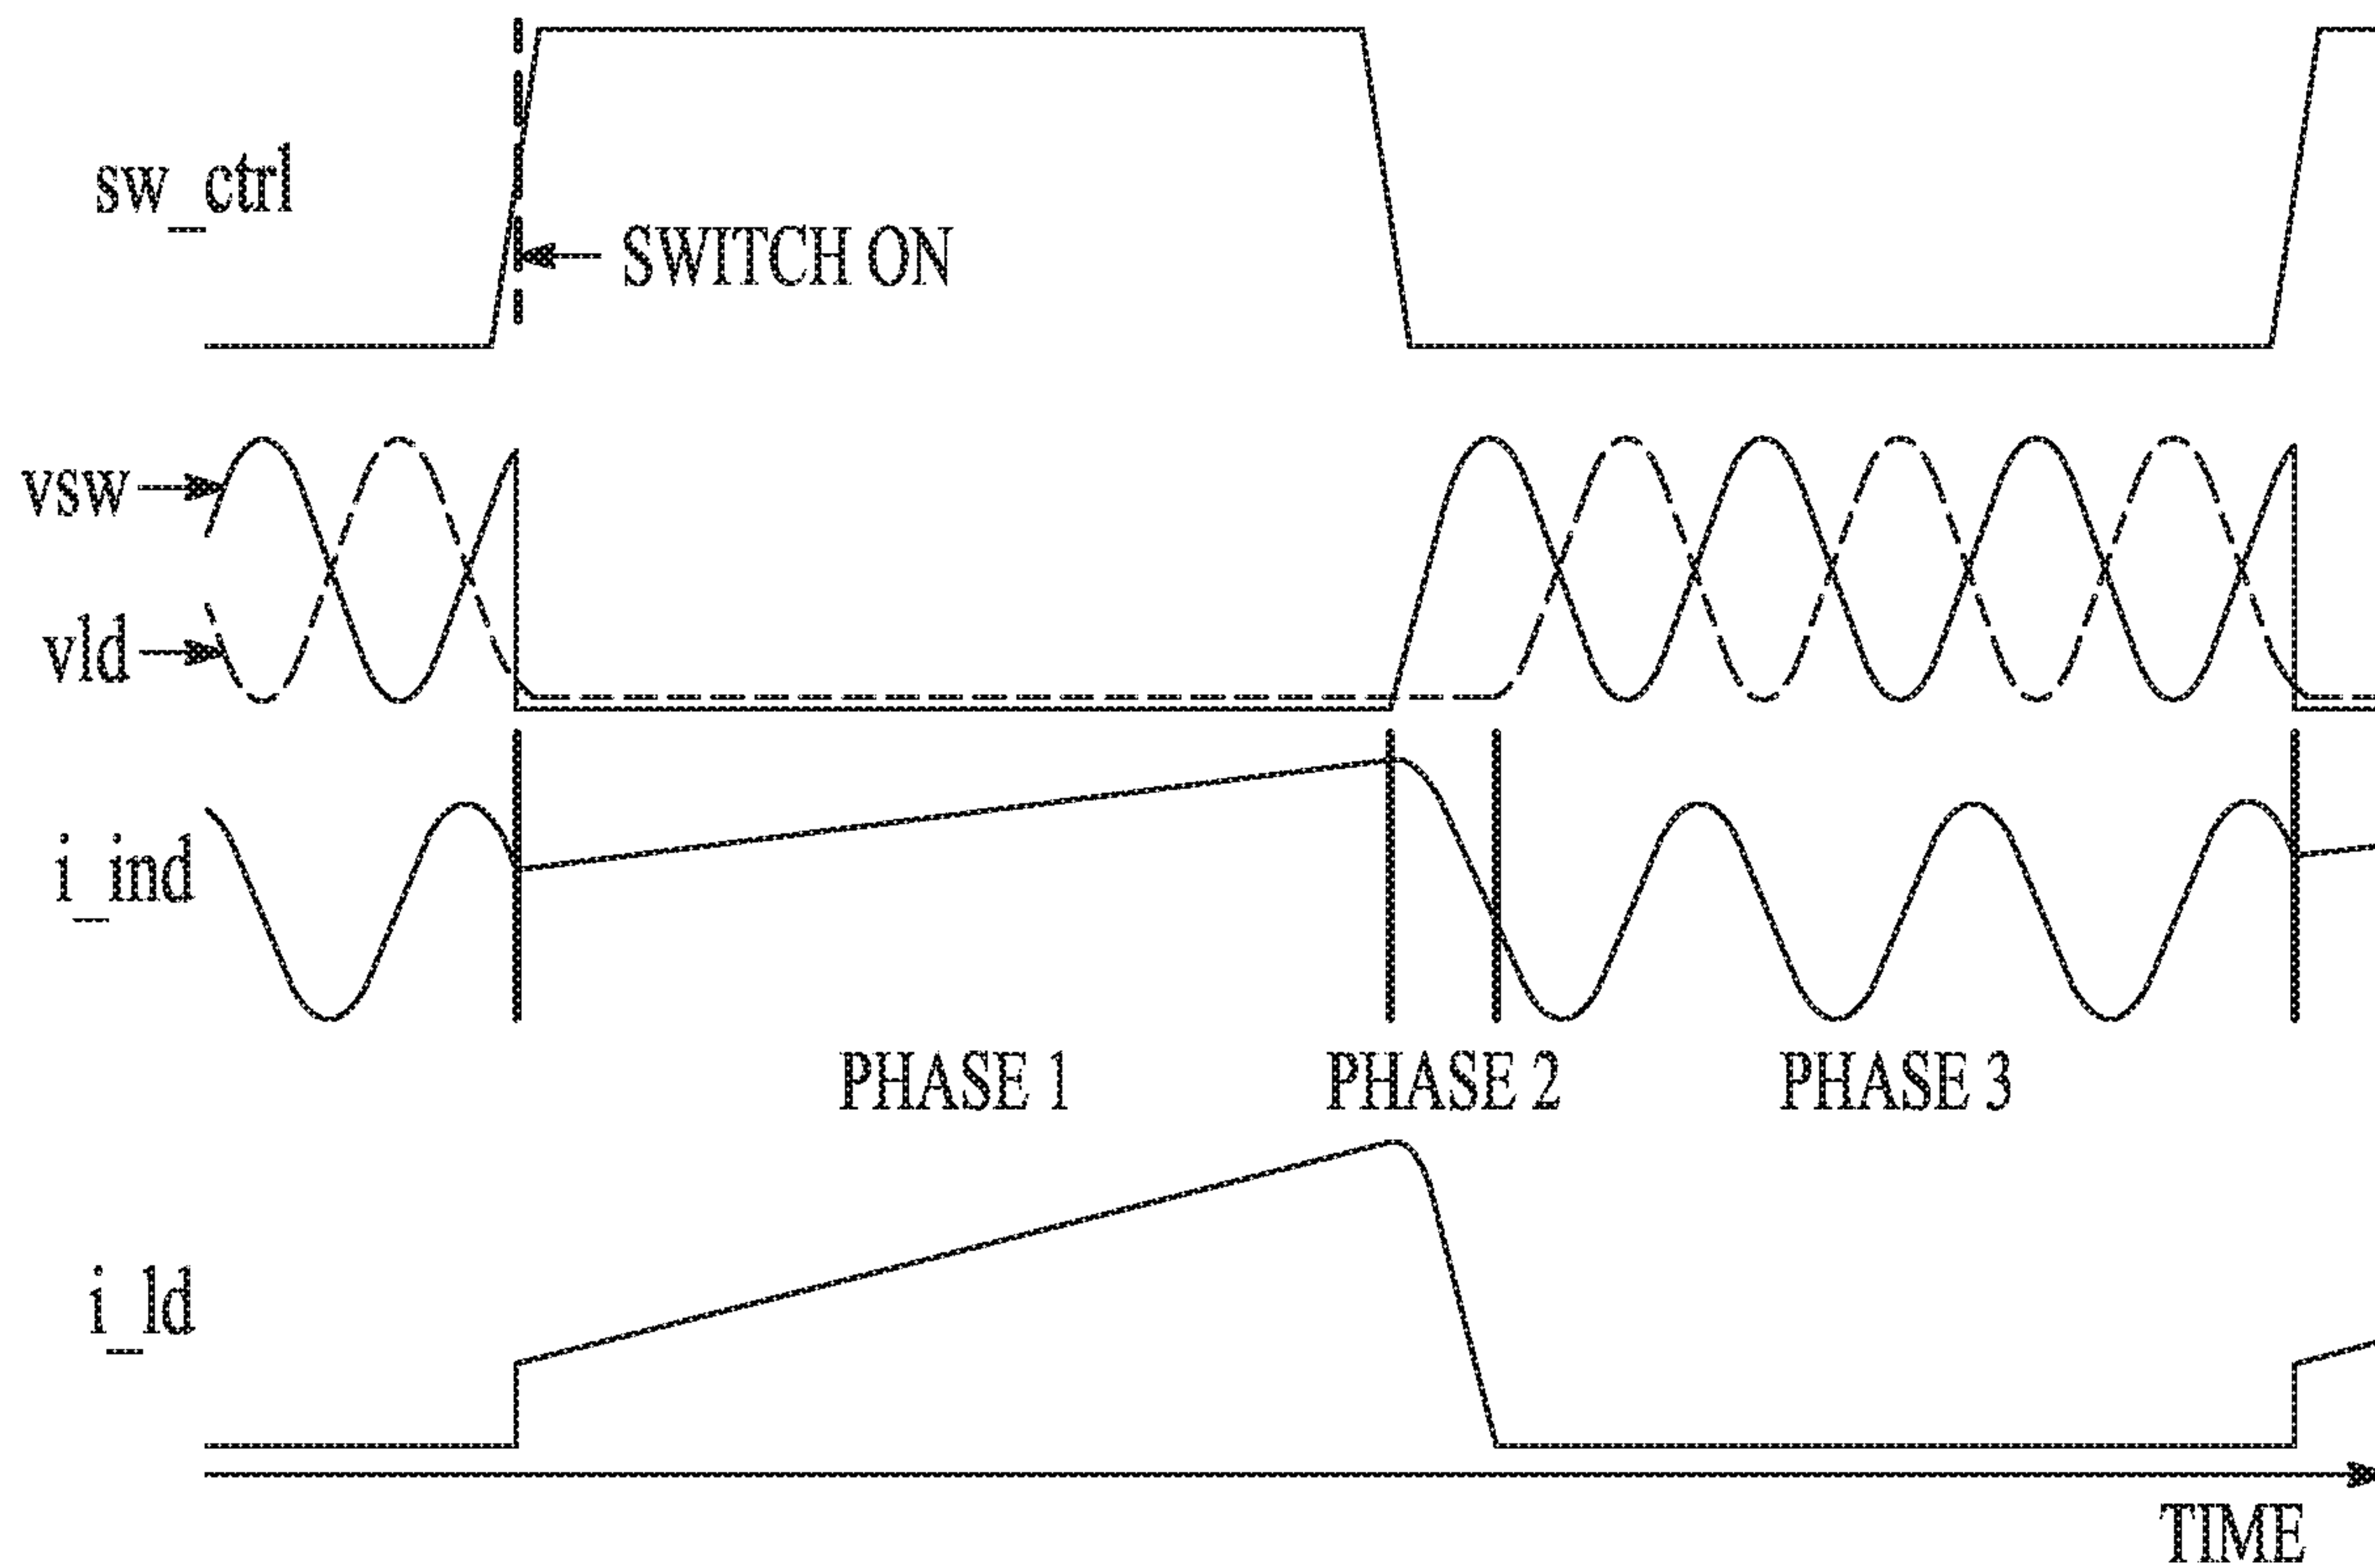 sw_ctrl
SWITCH ON
vsw
vld
i_ind
PHASE 1 PHASE 2 PHASE 3
i_ld
TIME